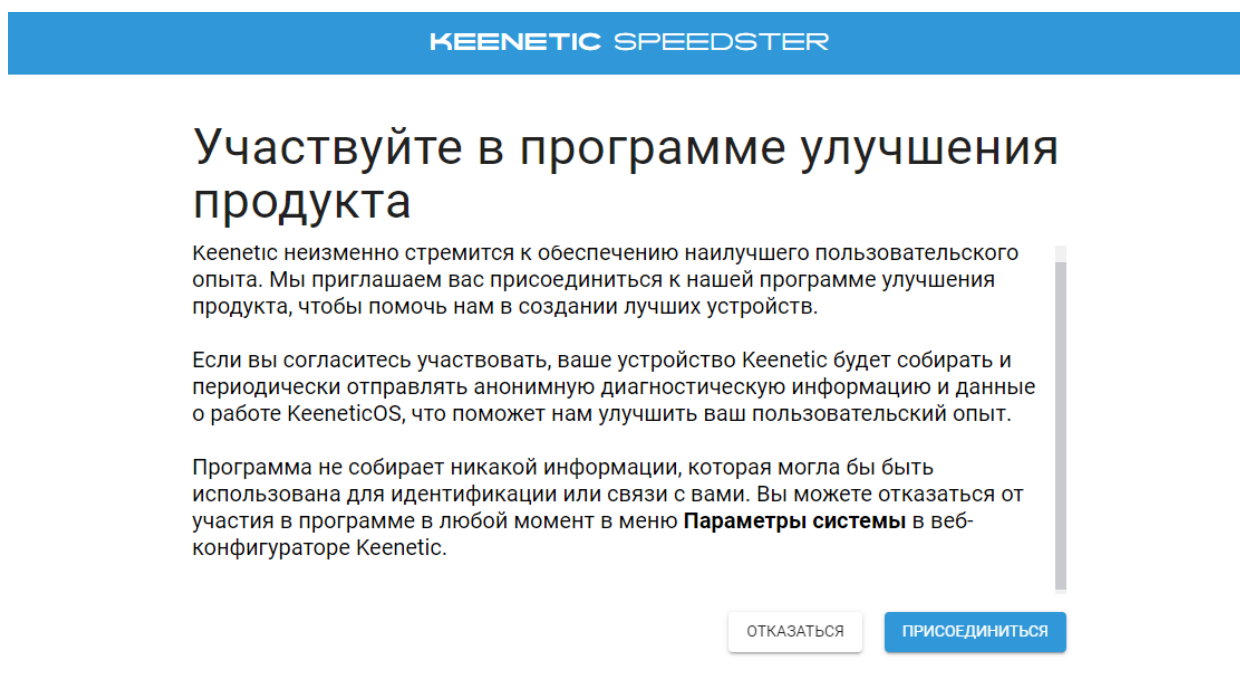 KEENETIC SPEEDSTER
Участвуйте в программе улучшения
продукта
Keenetic неизменно стремится к обеспечению наилучшего пользовательского
опыта. Мы приглашаем вас присоединиться к нашей программе улучшения
продукта, чтобы помочь нам в создании лучших устройств.
Если вы согласитесь участвовать, ваше устройство Keenetic будет собирать и
периодически отправлять анонимную диагностическую информацию и данные
о работе KeeneticOS, что поможет нам улучшить ваш пользовательский опыт.
Программа не собирает никакой информации, которая могла бы быть
использована для идентификации или связи с вами. Вы можете отказаться от
участия в программе в любой момент в меню Параметры системы в веб-
конфигураторе Keenetic.
ОТКАЗАТЬСЯ ПРИСОЕДИНИТЬСЯ